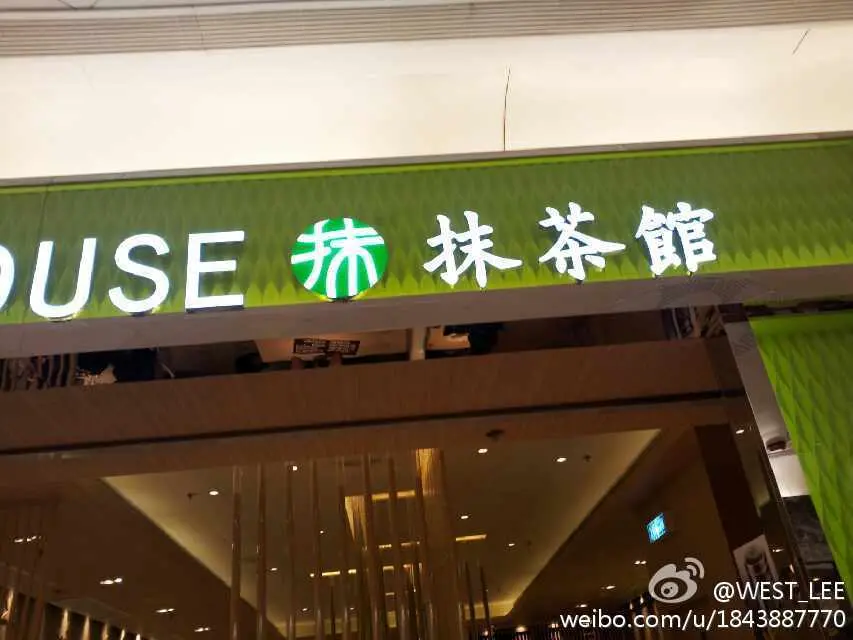 OUSE 抹 抹茶館
@WEST_LEE
weibo.com/u/1843887770